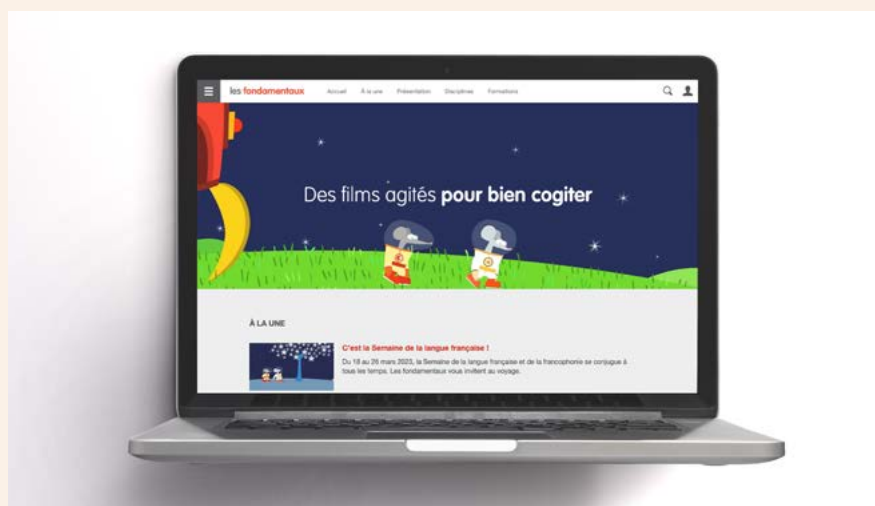 les fondamentaux
Accueil
À la une
Présentation
Disciplines
Formations
Des films agités pour bien cogiter
À LA UNE
C'est la Semaine de la langue française !
Du 18 au 26 mars 2023, la Semaine de la langue française et de la francophonie se conjugue à
tous les temps. Les fondamentaux vous invitent au voyage.